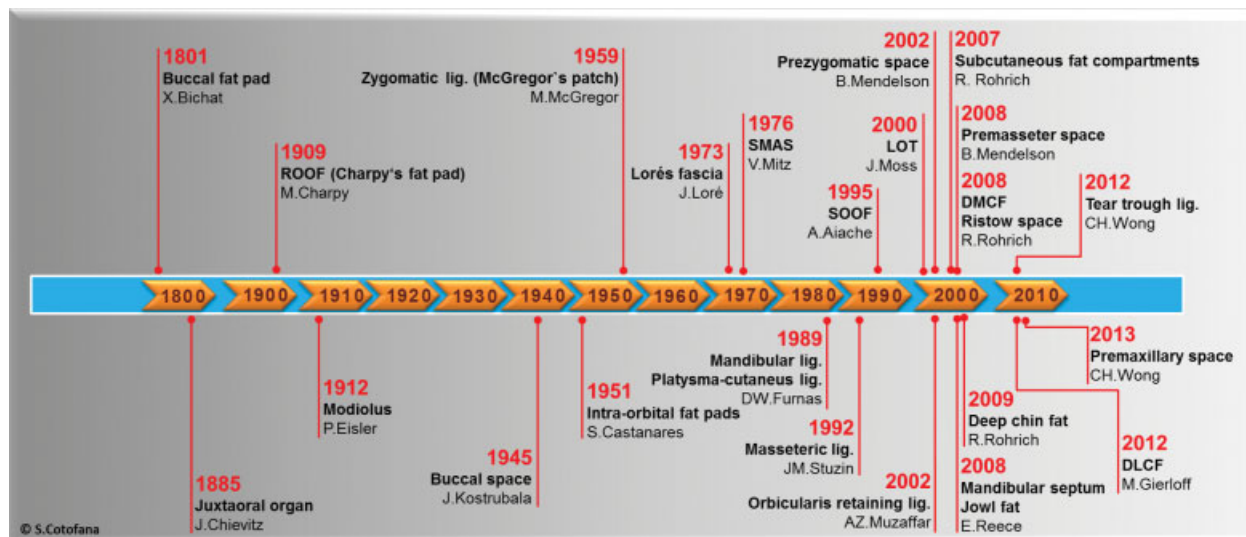 1801
Buccal fat pad
X.Bichat
1909
ROOF (Charpy‘s fat pad)
M.Charpy
1959
Zygomatic lig. (McGregor`s patch)
M.McGregor
1973
Lorés fascia
J.Loré
1976
SMAS
V.Mitz
1995
SOOF
A.Aiache
2000
LOT
J.Moss
2002
Prezygomatic space
B.Mendelson
2007
Subcutaneous fat compartments
R. Rohrich
2008
Premasseter space
B.Mendelson
2008
DMCF
Ristow space
R.Rohrich
2012
Tear trough lig.
CH.Wong
1800 1900 1910 1920 1930 1940 1950 1960 1970 1980 1990 2000 2010
1885
Juxtaoral organ
J.Chievitz
1912
Modiolus
P.Eisler
1945
Buccal space
J.Kostrubala
1951
Intra-orbital fat pads
S.Castanares
1989
Mandibular lig.
Platysma-cutaneus lig.
DW.Furnas
1992
Masseteric lig.
JM.Stuzin
2002
Orbicularis retaining lig.
AZ.Muzaffar
2009
Deep chin fat
R.Rohrich
2008
Mandibular septum
Jowl fat
E.Reece
2013
Premaxillary space
CH.Wong
2012
DLCF
M.Gierloff
© S.Cotofana